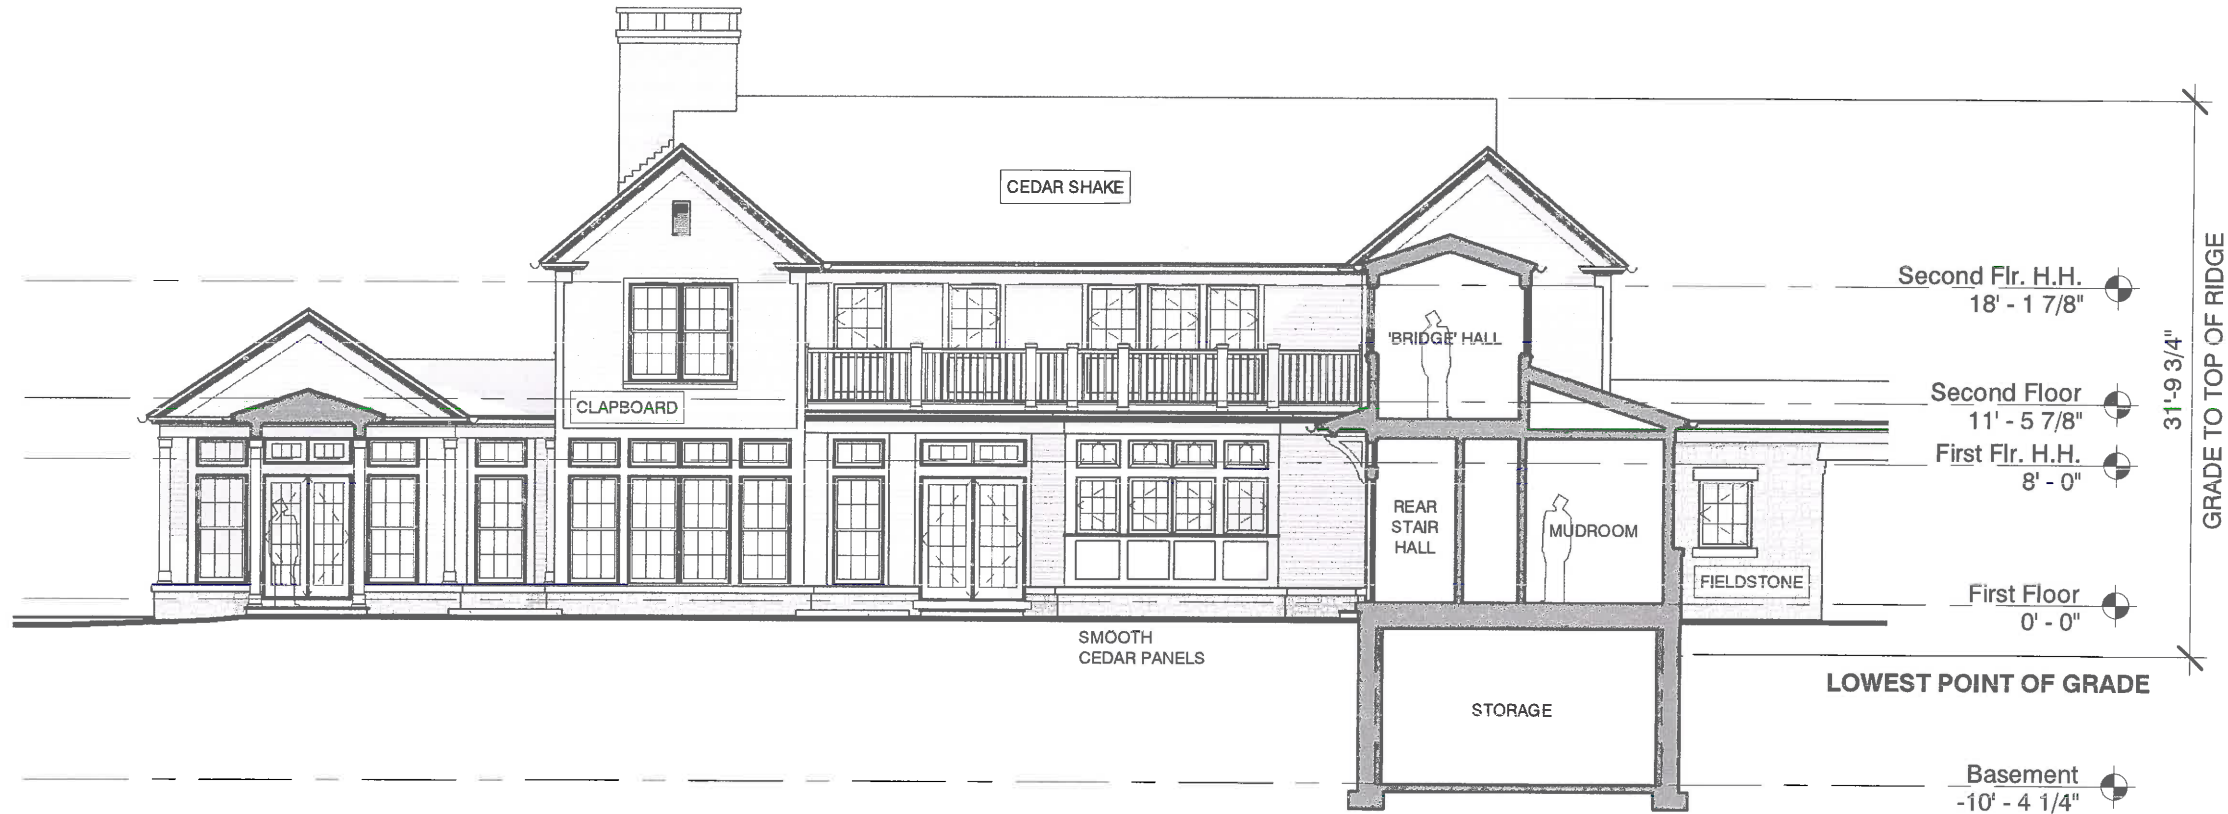 CEDAR SHAKE
Second Flr. H.H.
18' - 1 7/8"
'BRIDGE' HALL
31'-9 3/4"
GRADE TO TOP OF RIDGE
Second Floor
11' - 5 7/8"
CLAPBOARD
First Flr. H.H.
8' - 0"
REAR
STAIR
HALL
MUDROOM
FIELDSTONE
First Floor
0' - 0"
SMOOTH
CEDAR PANELS
LOWEST POINT OF GRADE
STORAGE
Basement
-10' - 4 1/4"